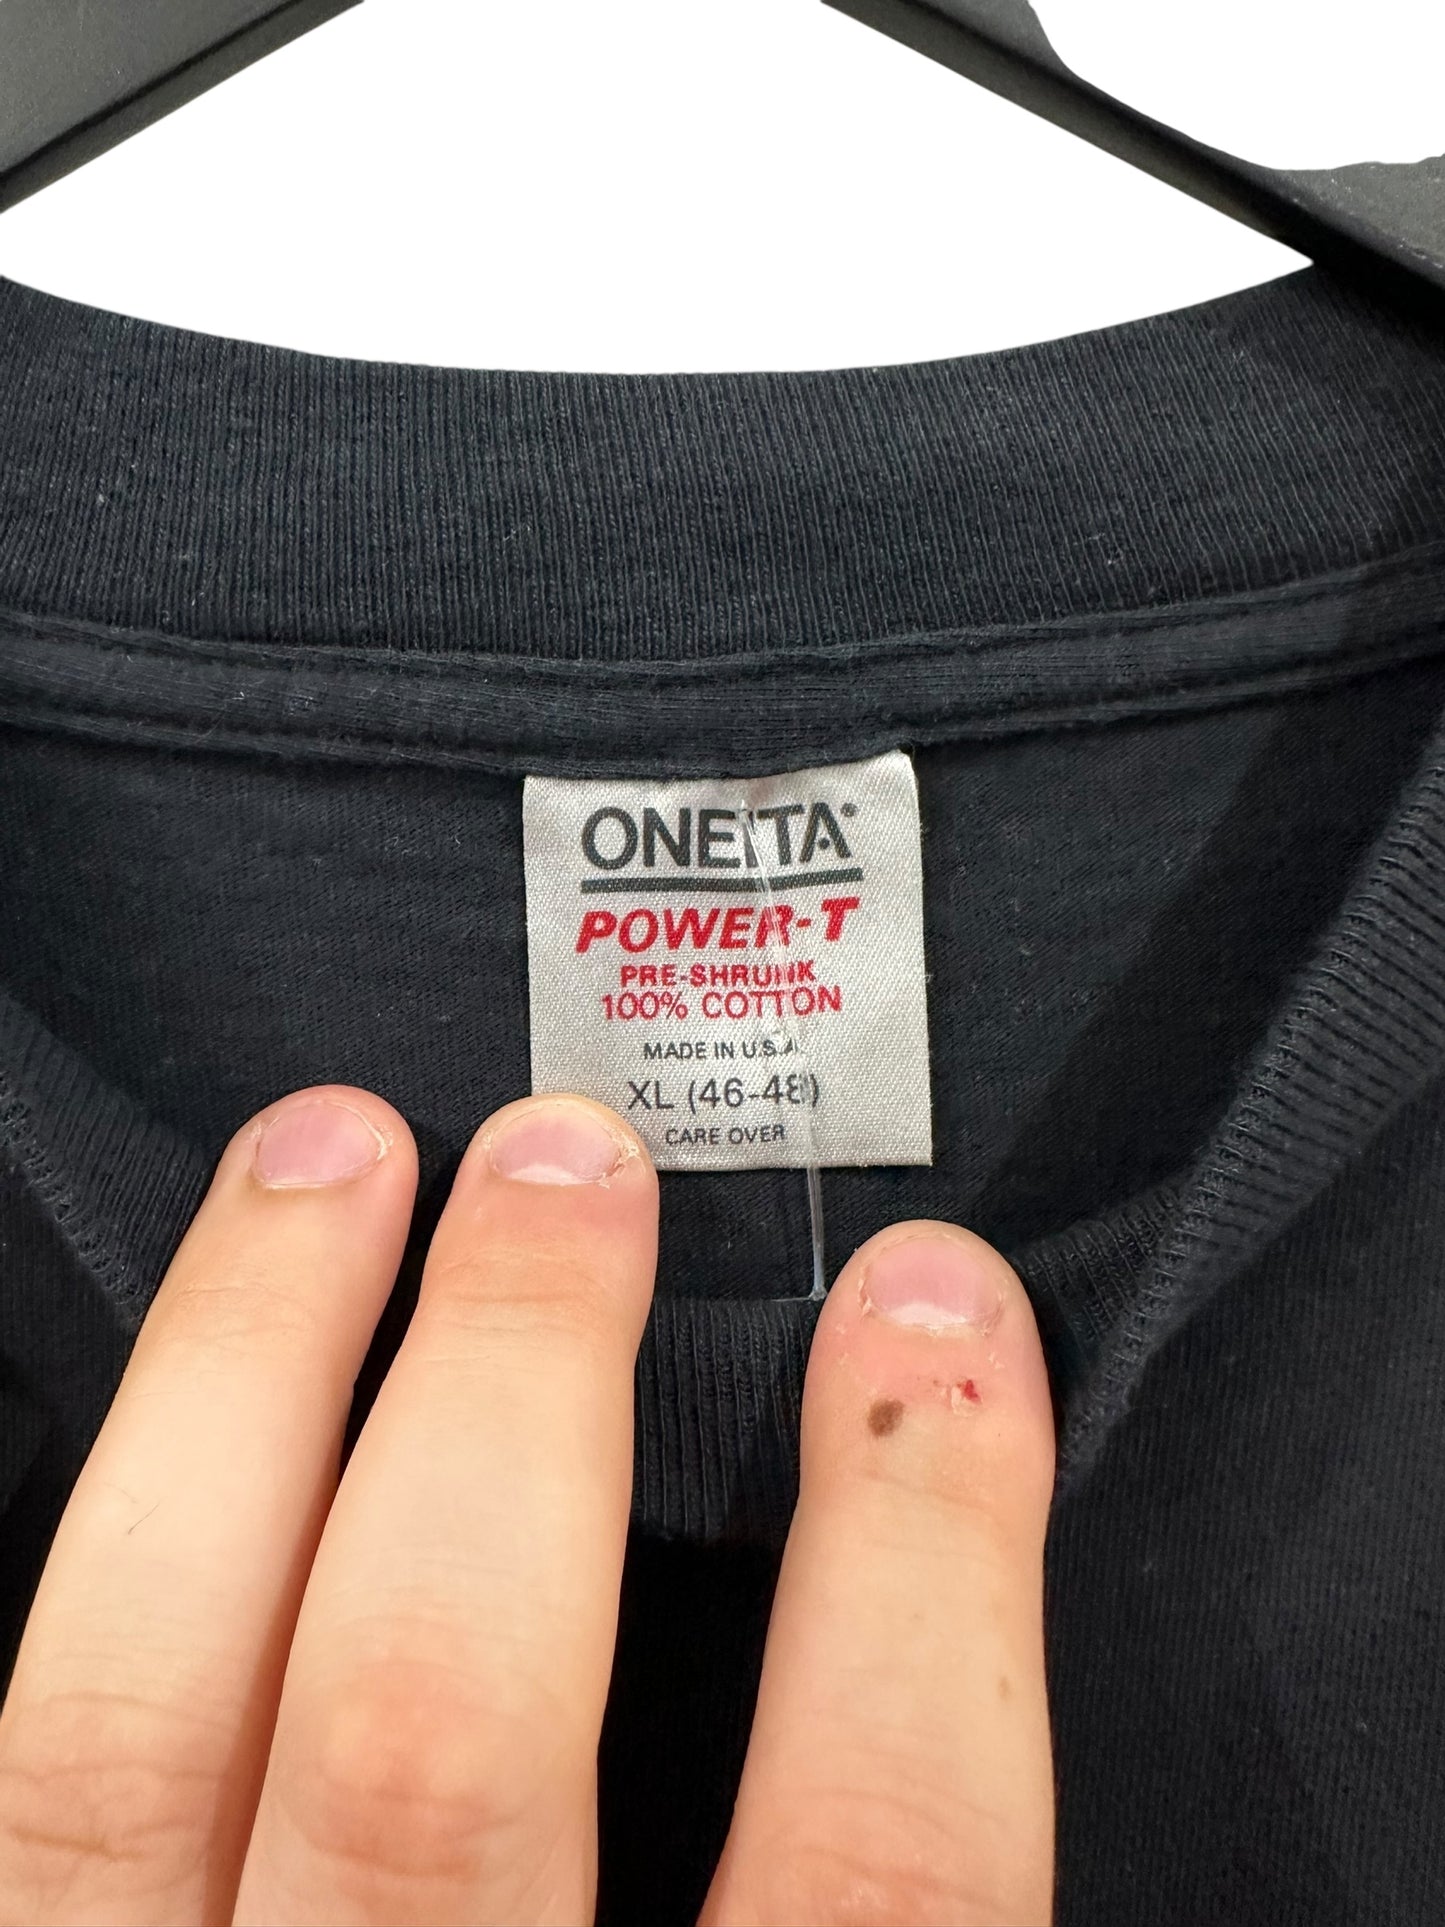 ONEITA®
POWER-T
PRE-SHRUNK
100% COTTON
MADE IN U.S.A.
XL (46-48)
CARE OVER